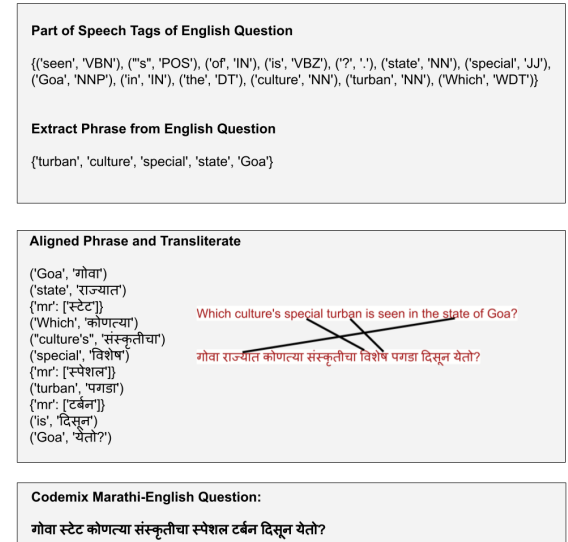 Part of Speech Tags of English Question
{('seen', 'VBN'), ("'s", 'POS'), ('of', 'IN'), ('is', 'VBZ'), ('?', '.'), ('state', 'NN'), ('special', 'JJ'),
('Goa', 'NNP'), ('in', 'IN'), ('the', 'DT'), ('culture', 'NN'), ('turban', 'NN'), ('Which', 'WDT')}
Extract Phrase from English Question
{'turban', 'culture', 'special', 'state', 'Goa'}
Aligned Phrase and Transliterate
('Goa', 'गोवा')
('state', 'राज्यात')
{'mr': ['स्टेट']}
('Which', 'कोणत्या')
("culture's", 'संस्कृतीचा')
('special', 'विशेष')
{'mr': ['स्पेशल']}
('turban', 'पगडा')
{'mr': ['टर्बन']}
('is', 'दिसून')
('Goa', 'येतो?')
Which culture's special turban is seen in the state of Goa?
गोवा राज्यात कोणत्या संस्कृतीचा विशेष पगडा दिसून येतो?
Codemix Marathi-English Question:
गोवा स्टेट कोणत्या संस्कृतीचा स्पेशल टर्बन दिसून येतो?